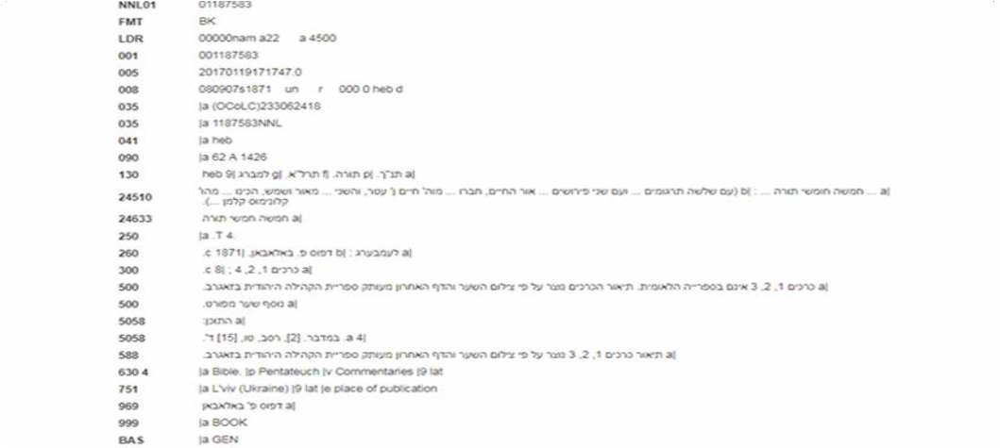 NNL01 01187583
FMT BK
LDR 00000nam a22 a 4500
001 001187583
005 20170119171747.0
008 080907s1871 un r 000 0 heb d
035 |a (OCoLC)233062418
035 |a 1187583NNL
041 |a heb
090 |a 62 A 1426
130 |a תנ"ך. |p תורה. |f תרל"א. |g למברג |9 heb
24510 |a ... חמשה חומשי תורה ... : |b (עם שלשה תרגומים ... ועם שני פירושים ... אור החיים, חברו ... מוה' חיים ן' עטר, והשני ... מאור ושמש, הכינו ... מהו'
קלונימוס קלמן ...).
24633 |a חמשה חמשי תורה
250 |a .T 4.
260 |a לעמבערג : |b דפוס פ. באלאבאן, |c 1871.
300 |a כרכים 1, 2, 4 ; |c 8.
500 |a כרכים 1, 2, 3 אינם בספרייה הלאומית. תיאור הכרכים נוצר על פי צילום השער והדף האחרון מעותק ספריית הקהילה היהודית בזאגרב.
500 |a נוסף שער מפורט.
5058 |a התוכן:
5058 |a 4. במדבר. [2], רסב, טו, [15] ד'.
588 |a תיאור כרכים 1, 2, 3 נוצר על פי צילום השער והדף האחרון מעותק ספריית הקהילה היהודית בזאגרב.
630 4 |a Bible. |p Pentateuch |v Commentaries |9 lat
751 |a L'viv (Ukraine) |9 lat |e place of publication
969 |a דפוס פ' באלאבאן
999 |a BOOK
BAS |a GEN